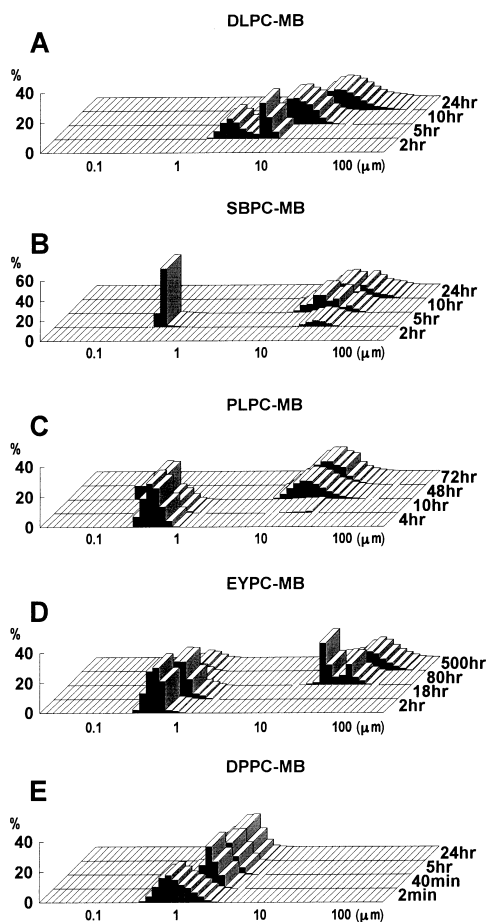 DLPC-MB
A
%
40
20
0
24hr
10hr
5hr
2hr
0.1 1 10 100 (μm)
SBPC-MB
B
%
60
40
20
0
24hr
10hr
5hr
2hr
0.1 1 10 100 (μm)
PLPC-MB
C
%
40
20
0
72hr
48hr
10hr
4hr
0.1 1 10 100 (μm)
EYPC-MB
D
%
40
20
0
500hr
80hr
18hr
2hr
0.1 1 10 100 (μm)
DPPC-MB
E
%
40
20
0
24hr
5hr
40min
2min
0.1 1 10 100 (μm)